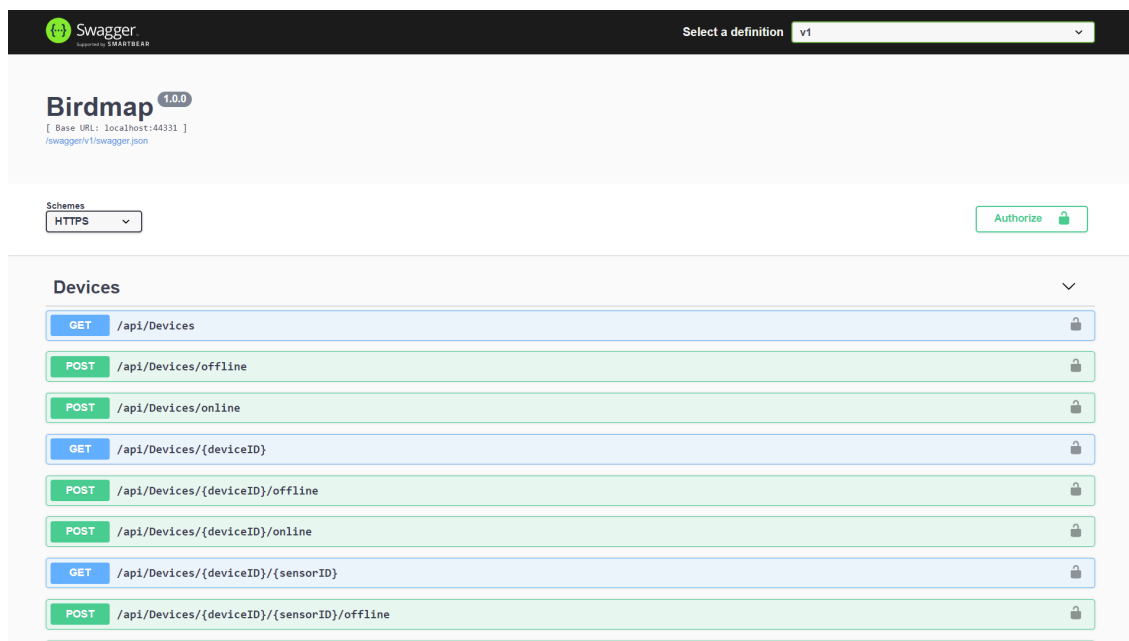 Swagger.
Supported by SMARTBEAR
Select a definition
v1
Birdmap 1.0.0
[ Base URL: localhost:44331 ]
/swagger/v1/swagger.json
Schemes
HTTPS
Authorize
Devices
GET /api/Devices
POST /api/Devices/offline
POST /api/Devices/online
GET /api/Devices/{deviceID}
POST /api/Devices/{deviceID}/offline
POST /api/Devices/{deviceID}/online
GET /api/Devices/{deviceID}/{sensorID}
POST /api/Devices/{deviceID}/{sensorID}/offline